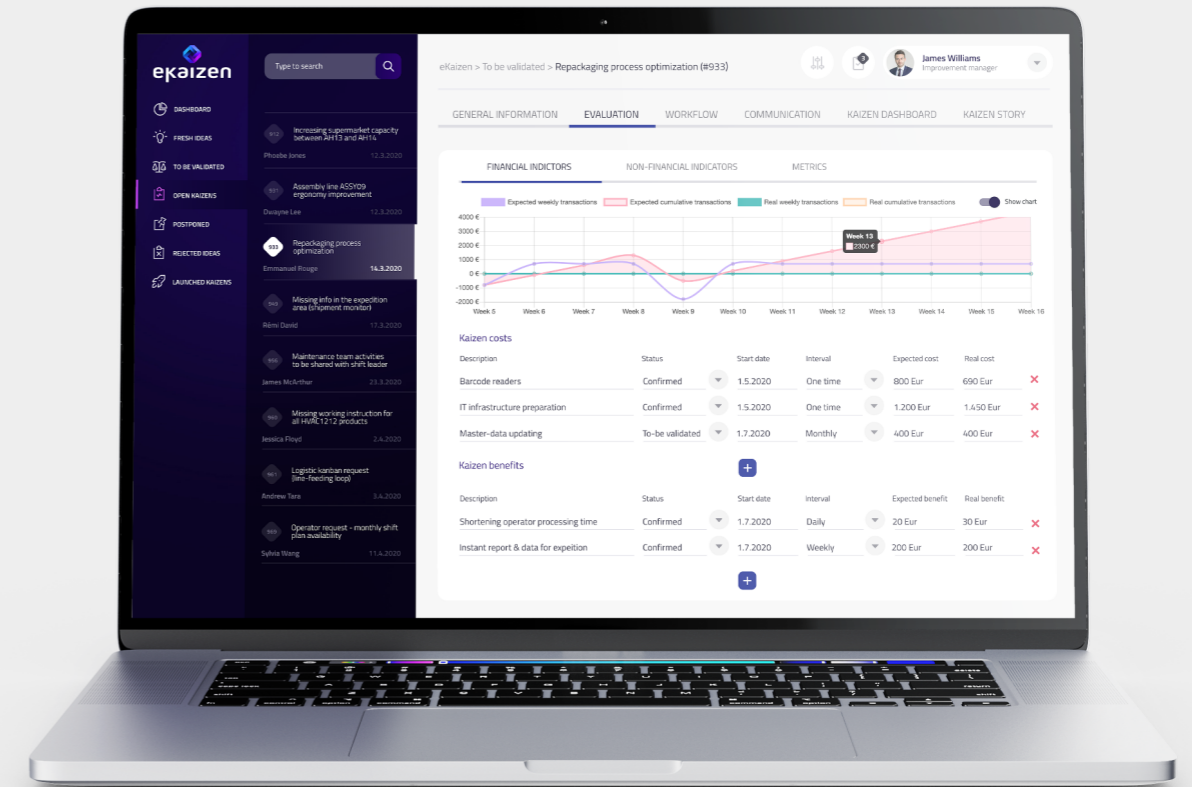 eĸaizen
DASHBOARD
FRESH IDEAS
TO BE VALIDATED
OPEN KAIZENS
POSTPONED
REJECTED IDEAS
LAUNCHED KAIZENS
Type to search
912
Increasing supermarket capacity
between AH13 and AH14
Phoebe Jones 12.3.2020
Assembly line ASSY09
ergonomy improvement
Dwayne Lee 12.3.2020
933
Repackaging process
optimization
Emmanuel Rouge 14.3.2020
Missing info in the expedition
area (shipment monitor)
Rémi David 17.3.2020
Maintenance team activities
to be shared with shift leader
James McArthur 23.3.2020
Missing working instruction for
all HVAC1212 products
Jessica Floyd 2.4.2020
Logistic kanban request
(line-feeding loop)
Andrew Tara 3.4.2020
Operator request - monthly shift
plan availability
Sylvia Wang 11.4.2020
eKaizen > To be validated > Repackaging process optimization (#933)
3
James Williams
Improvement manager
GENERAL INFORMATION EVALUATION WORKFLOW COMMUNICATION KAIZEN DASHBOARD KAIZEN STORY
FINANCIAL INDICTORS NON-FINANCIAL INDICATORS METRICS
Expected weekly transactions Expected cumulative transactions Real weekly transactions Real cumulative transactions Show chart
4000 €
3000 €
2000 €
1000 €
0 €
-1000 €
-2000 €
Week 13
2300 €
Week 5 Week 6 Week 7 Week 8 Week 9 Week 10 Week 11 Week 12 Week 13 Week 14 Week 15 Week 16
Kaizen costs
Description Status Start date Interval Expected cost Real cost
Barcode readers Confirmed 1.5.2020 One time 800 Eur 690 Eur
IT infrastructure preparation Confirmed 1.5.2020 One time 1.200 Eur 1.450 Eur
Master-data updating To-be validated 1.7.2020 Monthly 400 Eur 400 Eur
Kaizen benefits
Description Status Start date Interval Expected benefit Real benefit
Shortening operator processing time Confirmed 1.7.2020 Daily 20 Eur 30 Eur
Instant report & data for expeition Confirmed 1.7.2020 Weekly 200 Eur 200 Eur
delete
return
shift
fn control option command command option